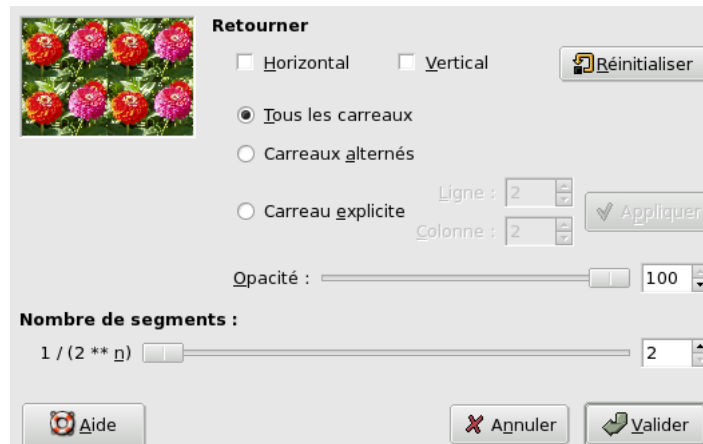 Retourner
Horizontal Vertical Réinitialiser
Tous les carreaux
Carreaux alternés
Ligne : 2
Carreau explicite Appliquer
Colonne : 2
Opacité : 100
Nombre de segments :
1 / (2 ** n) 2
Aide Annuler Valider